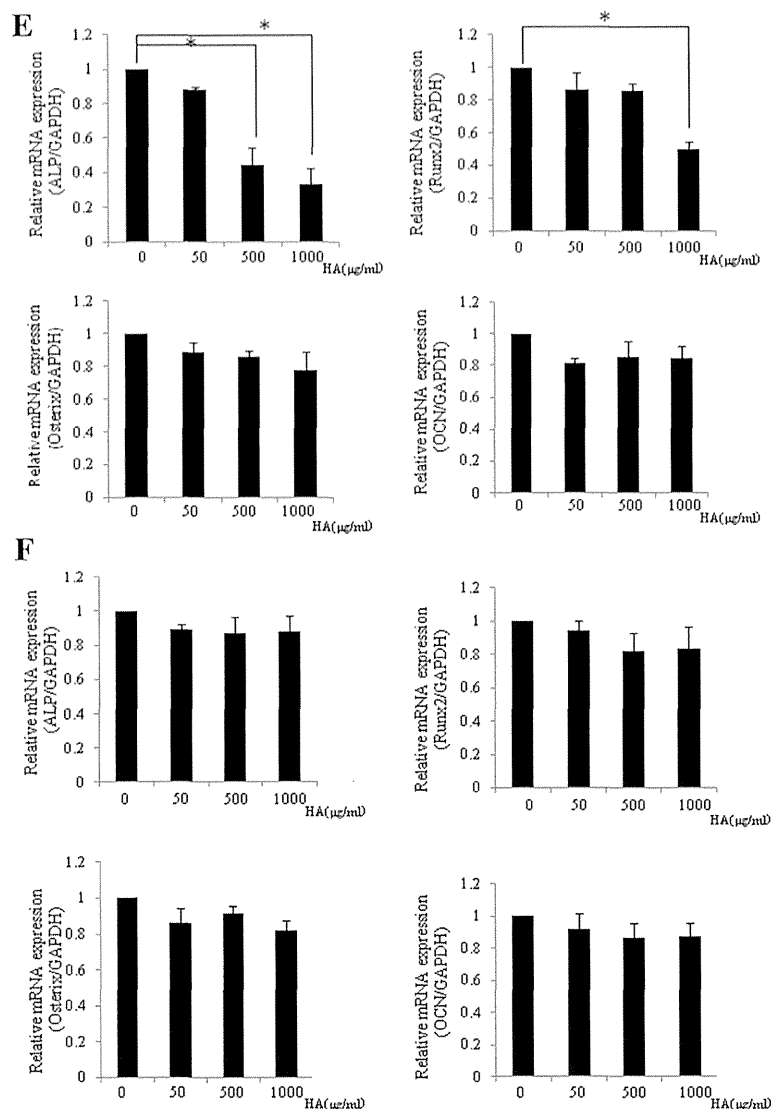 E
*
*
Relative mRNA expression
(ALP/GAPDH)
1.2
1
0.8
0.6
0.4
0.2
0
0 50 500 1000
HA(μg/ml)
*
Relative mRNA expression
(Runx2/GAPDH)
1.2
1
0.8
0.6
0.4
0.2
0
0 50 500 1000
HA(μg/ml)
Relative mRNA expression
(Osterix/GAPDH)
1.2
1
0.8
0.6
0.4
0.2
0
0 50 500 1000
HA(μg/ml)
Relative mRNA expression
(OCN/GAPDH)
1.2
1
0.8
0.6
0.4
0.2
0
0 50 500 1000
HA(μg/ml)
F
Relative mRNA expression
(ALP/GAPDH)
1.2
1
0.8
0.6
0.4
0.2
0
0 50 500 1000
HA(μg/ml)
Relative mRNA expression
(Runx2/GAPDH)
1.2
1
0.8
0.6
0.4
0.2
0
0 50 500 1000
HA(μg/ml)
Relative mRNA expression
(Osterix/GAPDH)
1.2
1
0.8
0.6
0.4
0.2
0
0 50 500 1000
HA(μg/ml)
Relative mRNA expression
(OCN/GAPDH)
1.2
1
0.8
0.6
0.4
0.2
0
0 50 500 1000
HA(μg/ml)